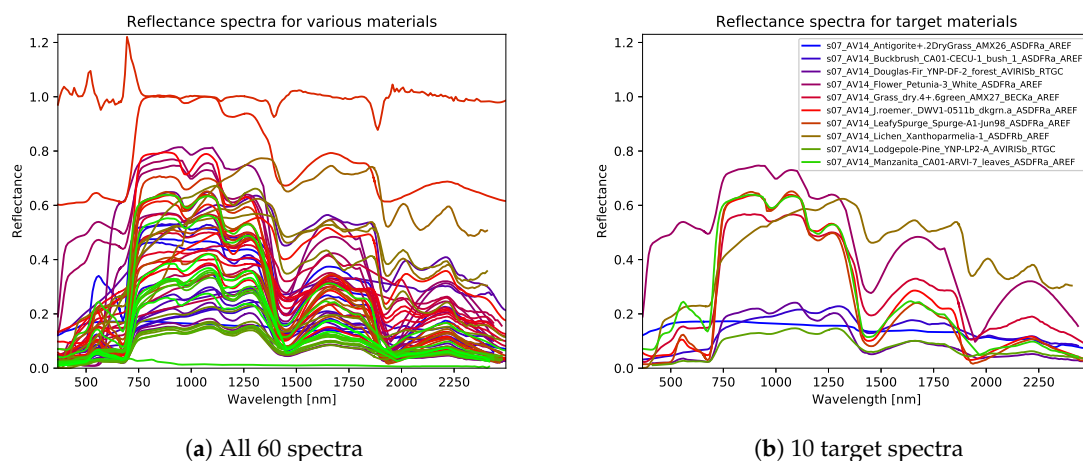 Reflectance spectra for various materials
1.2
1.0
0.8
0.6
0.4
0.2
0.0
Reflectance
500 750 1000 1250 1500 1750 2000 2250
Wavelength [nm]
(a) All 60 spectra
Reflectance spectra for target materials
1.2
1.0
0.8
0.6
0.4
0.2
0.0
Reflectance
s07_AV14_Antigorite+.2DryGrass_AMX26_ASDFRa_AREF
s07_AV14_Buckbrush_CA01-CECU-1_bush_1_ASDFRa_AREF
s07_AV14_Douglas-Fir_YNP-DF-2_forest_AVIRISb_RTGC
s07_AV14_Flower_Petunia-3_White_ASDFRa_AREF
s07_AV14_Grass_dry.4+.6green_AMX27_BECKa_AREF
s07_AV14_J.roemer._DWV1-0511b_dkgrn.a_ASDFRa_AREF
s07_AV14_LeafySpurge_Spurge-A1-Jun98_ASDFRa_AREF
s07_AV14_Lichen_Xanthoparmelia-1_ASDFRb_AREF
s07_AV14_Lodgepole-Pine_YNP-LP2-A_AVIRISb_RTGC
s07_AV14_Manzanita_CA01-ARVI-7_leaves_ASDFRa_AREF
500 750 1000 1250 1500 1750 2000 2250
Wavelength [nm]
(b) 10 target spectra